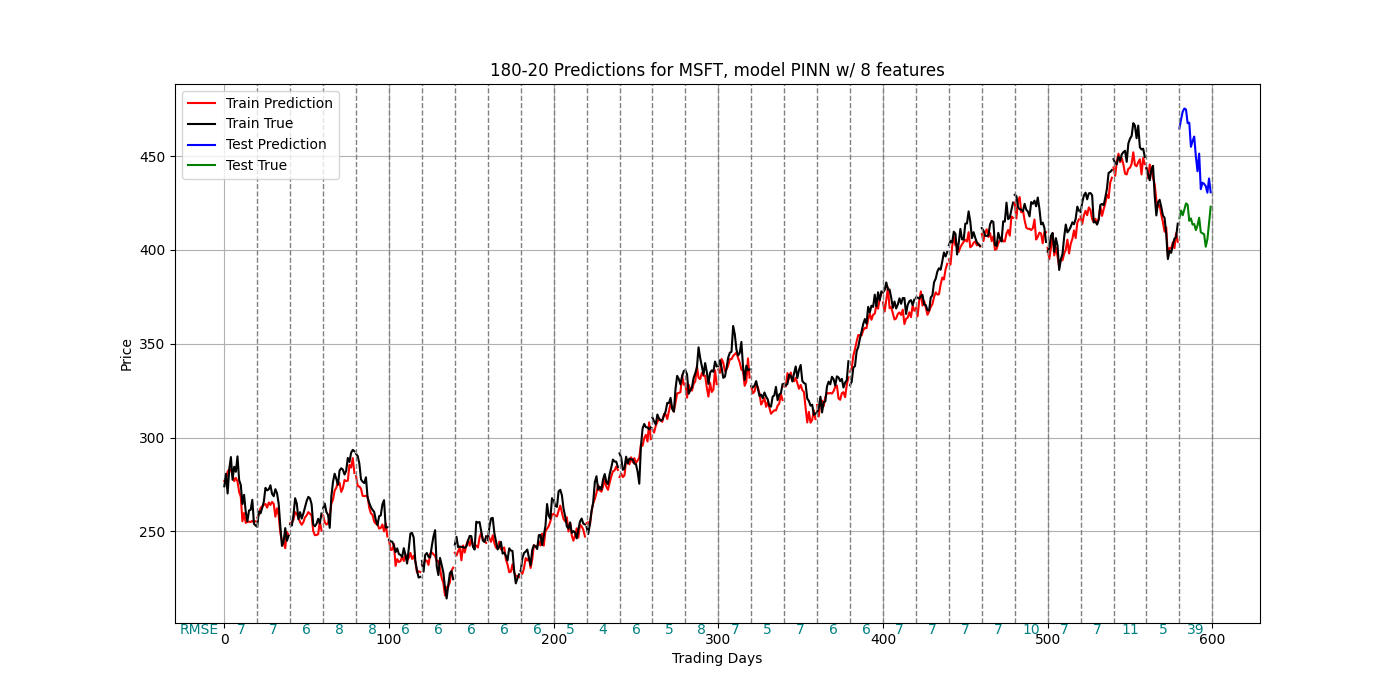 180-20 Predictions for MSFT, model PINN w/ 8 features
Train Prediction
Train True
Test Prediction
Test True
450
400
350
300
250
Price
RMSE 7 7 6 8 8 6 6 6 6 6 5 4 6 5 8 7 5 7 6 6 7 7 7 7 10 7 7 11 5 39
0 100 200 300 400 500 600
Trading Days